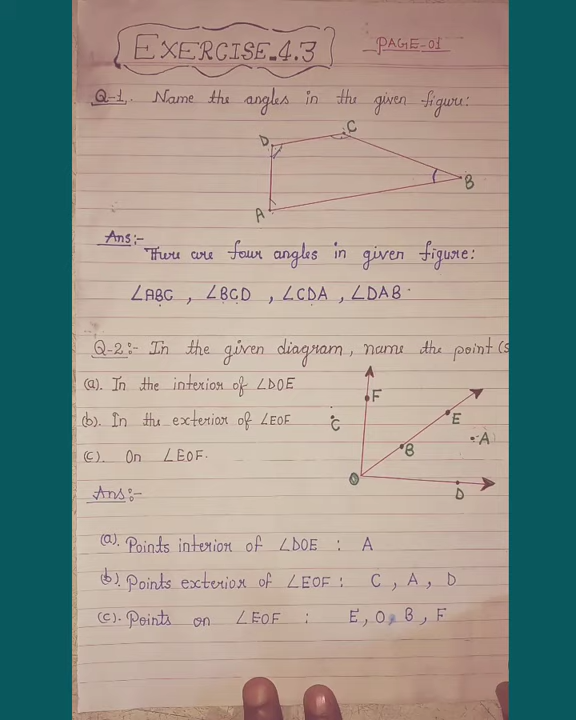 EXERCISE-4.3
PAGE-01
Q-1. Name the angles in the given figure:
D
C
B
A
Ans:-
There are four angles in given figure:
∠ABC , ∠BCD , ∠CDA , ∠DAB.
Q-2:- In the given diagram, name the point (s
(a). In the interior of ∠DOE
(b). In the exterior of ∠EOF
(c). On ∠EOF.
F
E
C
A
B
O
D
Ans:-
(a). Points interior of ∠DOE : A
(b). Points exterior of ∠EOF : C , A , D
(c). Points on ∠EOF : E, O, B , F